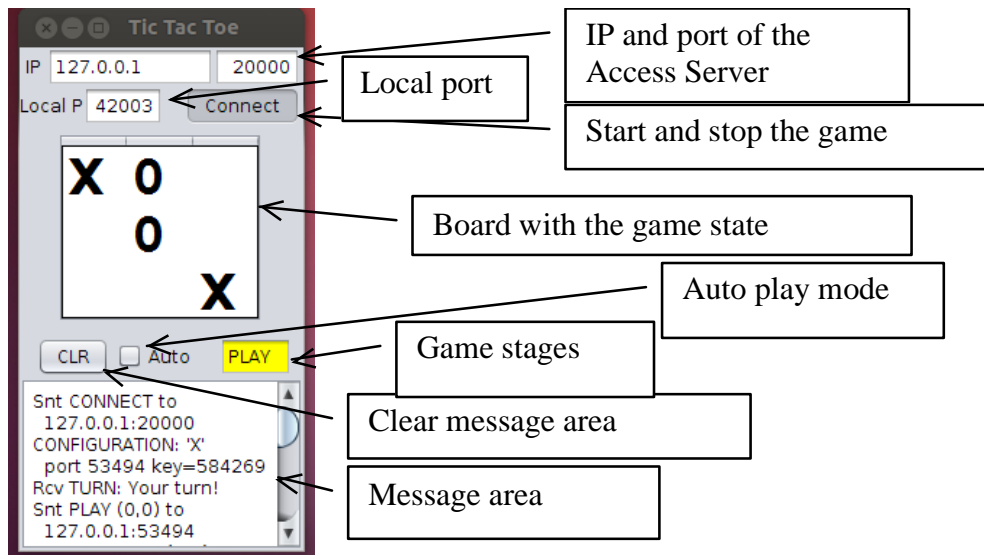 Tic Tac Toe
IP 127.0.0.1 20000
Local P 42003 Connect
X 0
0
X
CLR Auto PLAY
Snt CONNECT to
127.0.0.1:20000
CONFIGURATION: 'X'
port 53494 key=584269
Rcv TURN: Your turn!
Snt PLAY (0,0) to
127.0.0.1:53494
IP and port of the
Access Server
Local port
Start and stop the game
Board with the game state
Auto play mode
Game stages
Clear message area
Message area